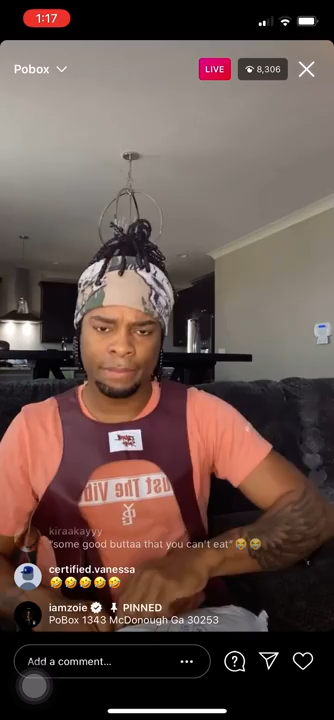 1:17
Pobox
LIVE
8,306
ust The Vib
kiraakayyy
"some good buttaa that you can't eat"😭😭
certified.vanessa
🤣🤣🤣🤣🤣
iamzoie PINNED
PoBox 1343 McDonough Ga 30253
Add a comment...